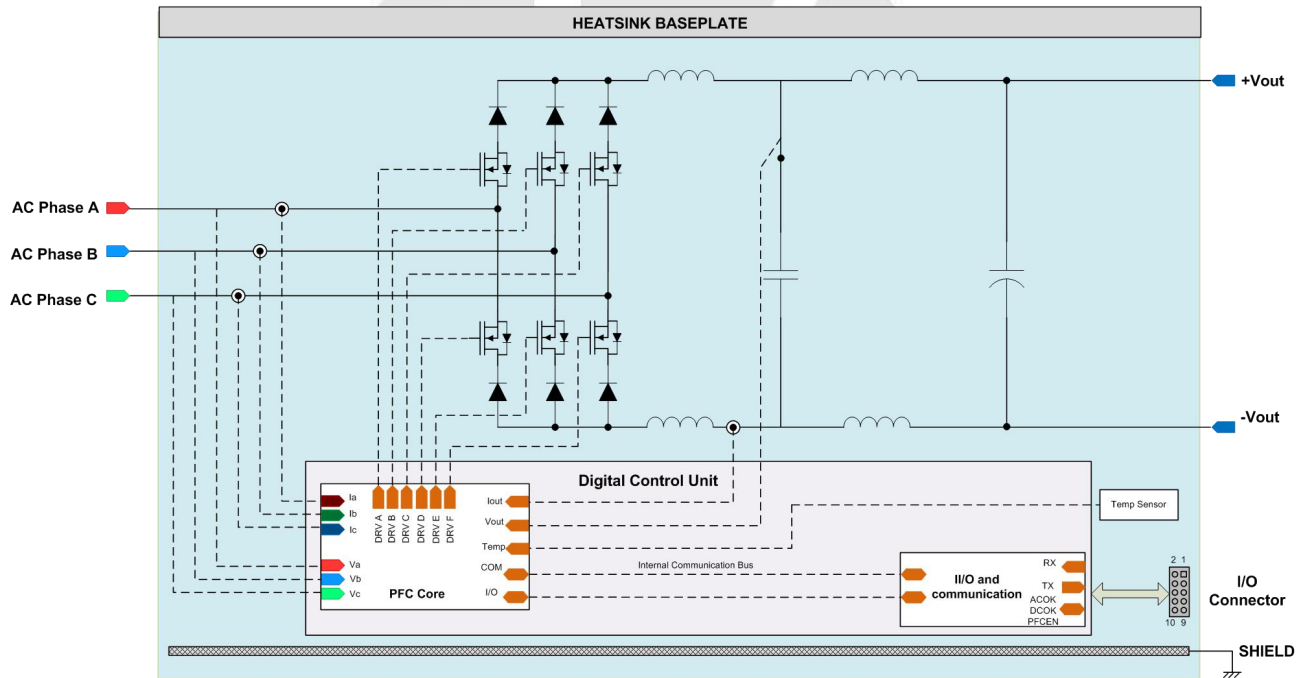 HEATSINK BASEPLATE
+Vout
AC Phase A
AC Phase B
AC Phase C
-Vout
Digital Control Unit
Ia
Ib
Ic
Va
Vb
Vc
DRV A
DRV B
DRV C
DRV D
DRV E
DRV F
Iout
Vout
Temp
COM
I/O
PFC Core
Internal Communication Bus
Temp Sensor
II/O and
communication
RX
TX
ACOK
DCOK
PFCEN
2 1
10 9
I/O
Connector
SHIELD